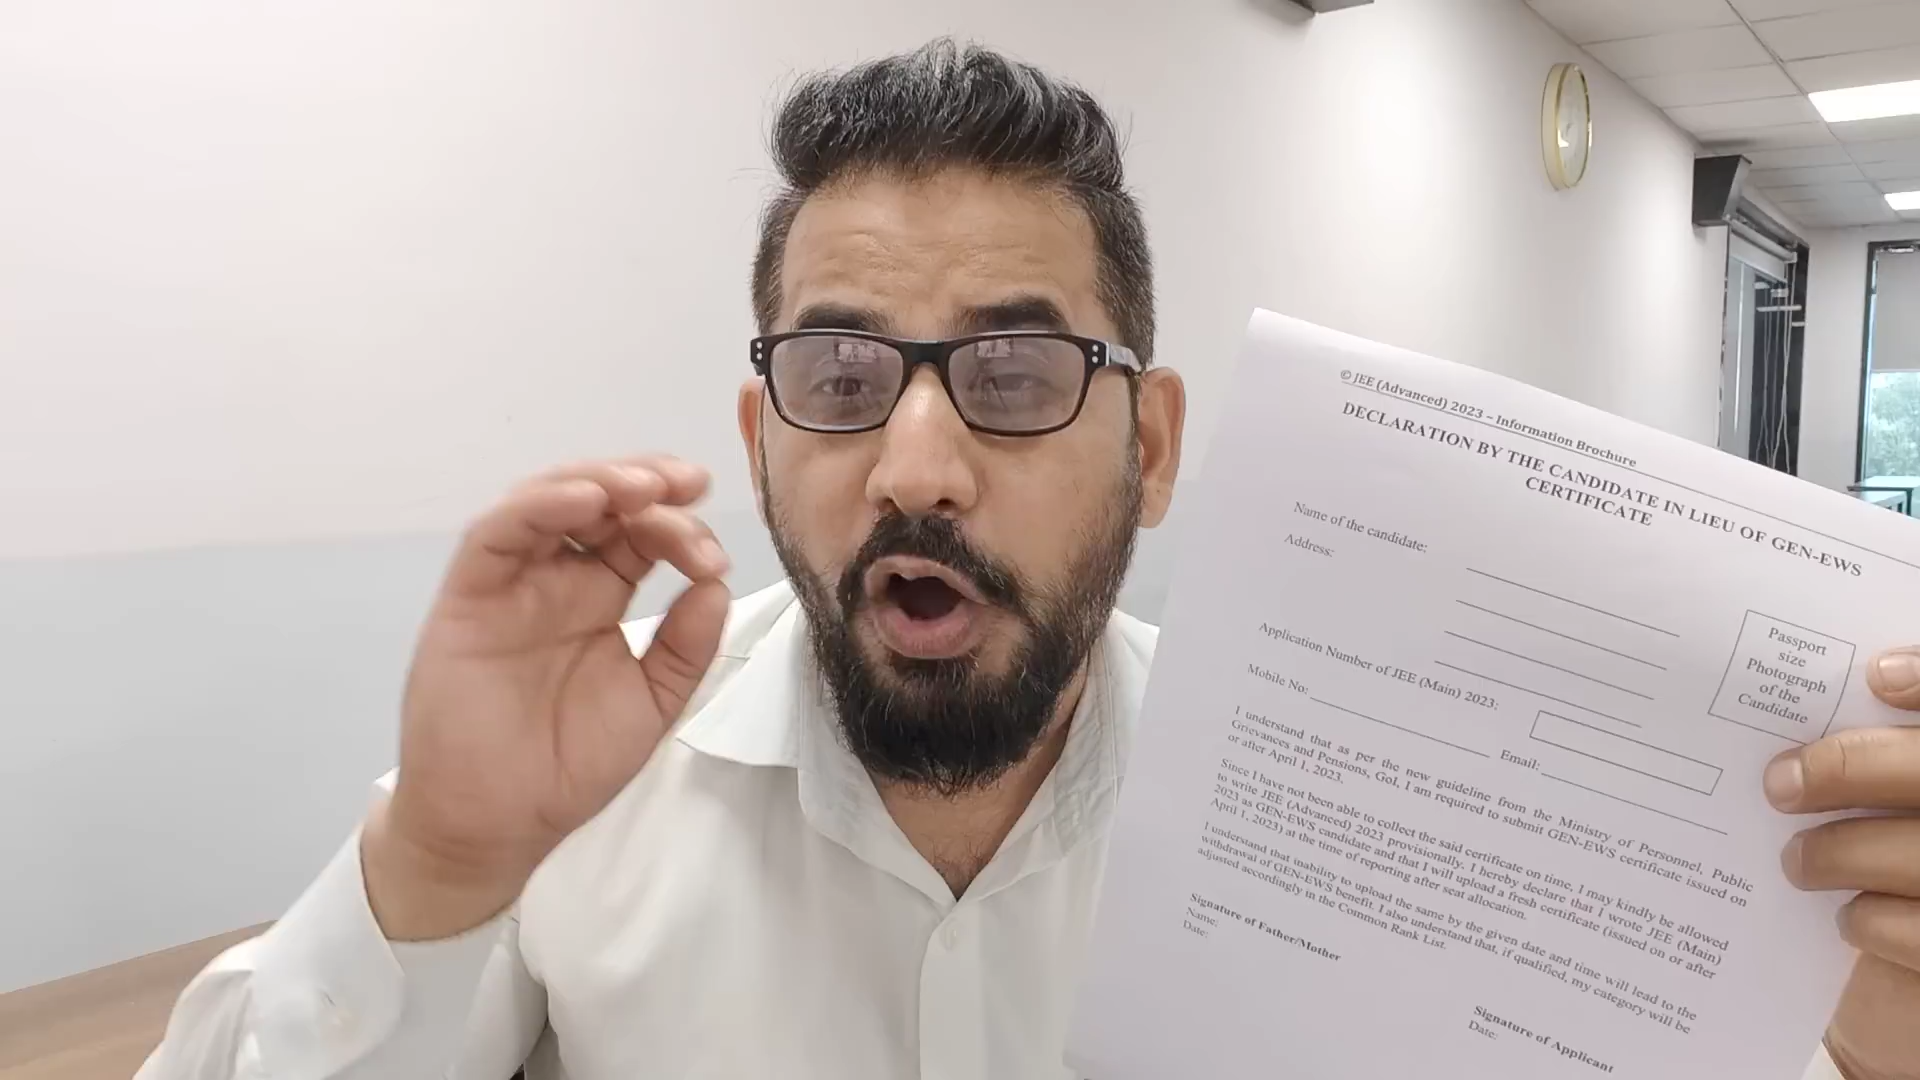 © JEE (Advanced) 2023 – Information Brochure
DECLARATION BY THE CANDIDATE IN LIEU OF GEN-EWS
CERTIFICATE
Name of the candidate:
Address:
Passport
size
Photograph
of the
Candidate
Application Number of JEE (Main) 2023:
Mobile No:
Email:
I understand that as per the new guideline from the Ministry of Personnel, Public
Grievances and Pensions, GoI, I am required to submit GEN-EWS certificate issued on
or after April 1, 2023.
Since I have not been able to collect the said certificate on time, I may kindly be allowed
to write JEE (Advanced) 2023 provisionally. I hereby declare that I wrote JEE (Main)
2023 as GEN-EWS candidate and that I will upload a fresh certificate (issued on or after
April 1, 2023) at the time of reporting after seat allocation.
I understand that inability to upload the same by the given date and time will lead to the
withdrawal of GEN-EWS benefit. I also understand that, if qualified, my category will be
adjusted accordingly in the Common Rank List.
Signature of Father/Mother
Name:
Date:
Signature of Applicant
Date: